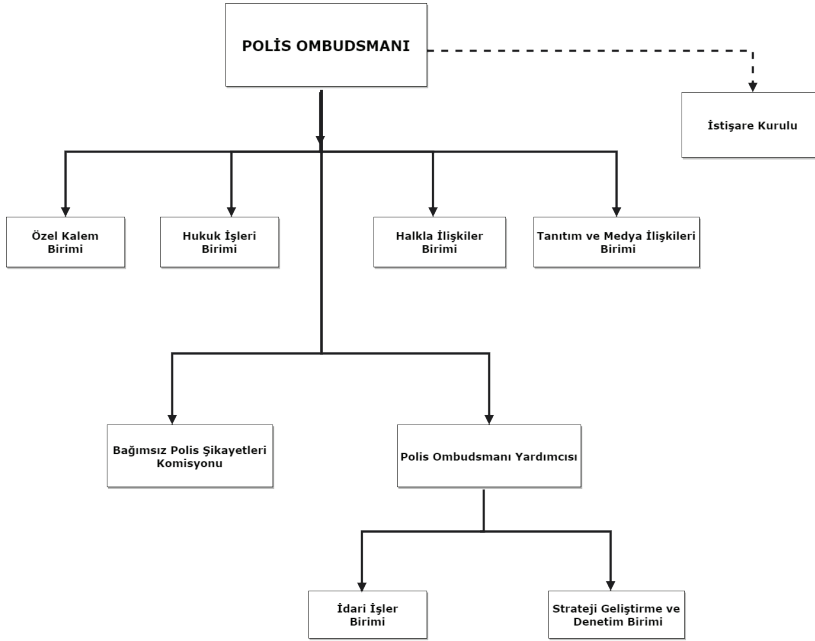 POLİS OMBUDSMANI
İstişare Kurulu
Özel Kalem
Birimi
Hukuk İşleri
Birimi
Halkla İlişkiler
Birimi
Tanıtım ve Medya İlişkileri
Birimi
Bağımsız Polis Şikayetleri
Komisyonu
Polis Ombudsmanı Yardımcısı
İdari İşler
Birimi
Strateji Geliştirme ve
Denetim Birimi